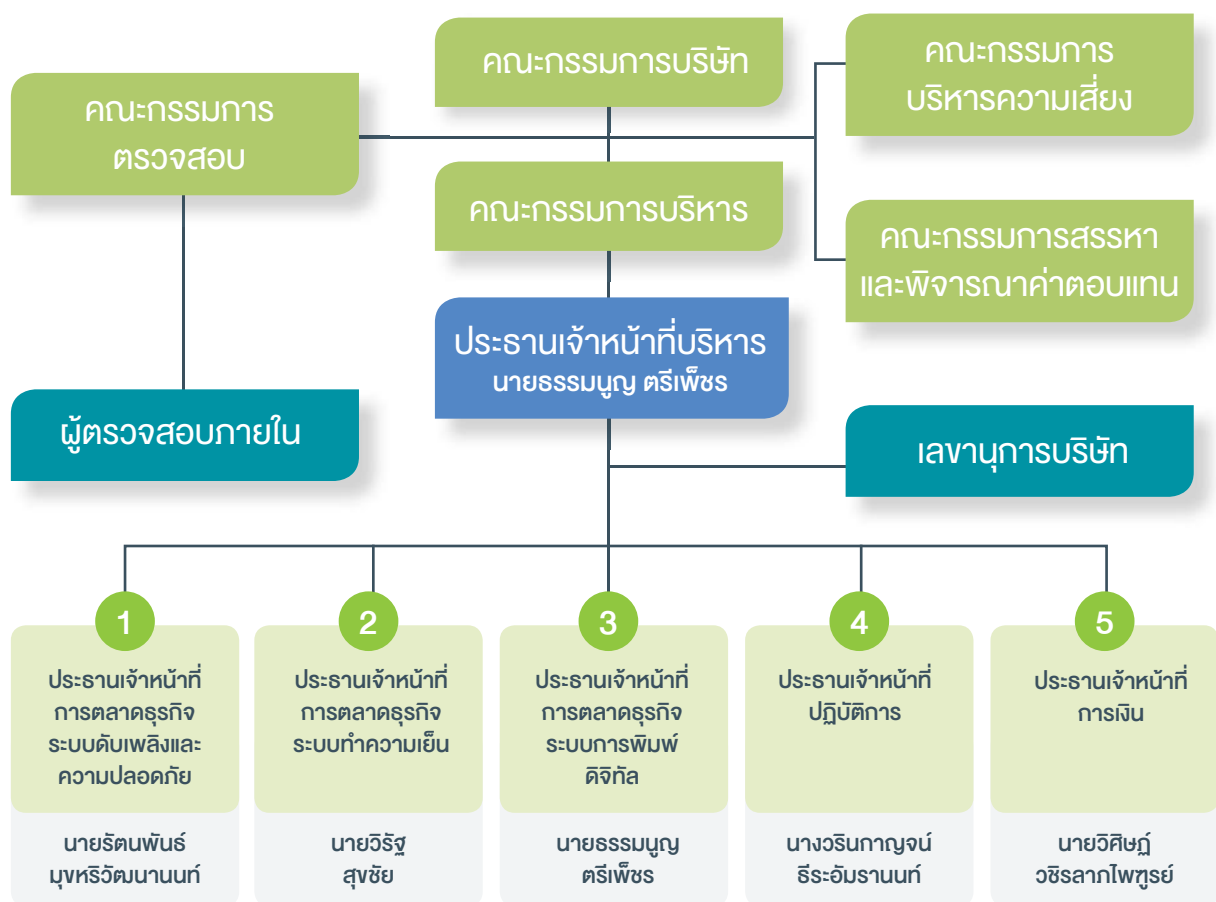 คณะกรรมการบริษัท
คณะกรรมการ
บริหารความเสี่ยง
คณะกรรมการ
ตรวจสอบ
คณะกรรมการบริหาร
คณะกรรมการสรรหา
และพิจารณาค่าตอบแทน
ประธานเจ้าหน้าที่บริหาร
นายธรรมนูญ ตรีเพ็ชร
ผู้ตรวจสอบภายใน
เลขานุการบริษัท
1
ประธานเจ้าหน้าที่
การตลาดธุรกิจ
ระบบดับเพลิงและ
ความปลอดภัย
นายรัตนพันธ์
มุขหริวัฒนานนท์
2
ประธานเจ้าหน้าที่
การตลาดธุรกิจ
ระบบทำความเย็น
นายวิรัฐ
สุขชัย
3
ประธานเจ้าหน้าที่
การตลาดธุรกิจ
ระบบการพิมพ์
ดิจิทัล
นายธรรมนูญ
ตรีเพ็ชร
4
ประธานเจ้าหน้าที่
ปฏิบัติการ
นางวรินกาญจน์
ธีระอัมรานนท์
5
ประธานเจ้าหน้าที่
การเงิน
นายวิศิษฏ์
วชิรลาภไพฑูรย์